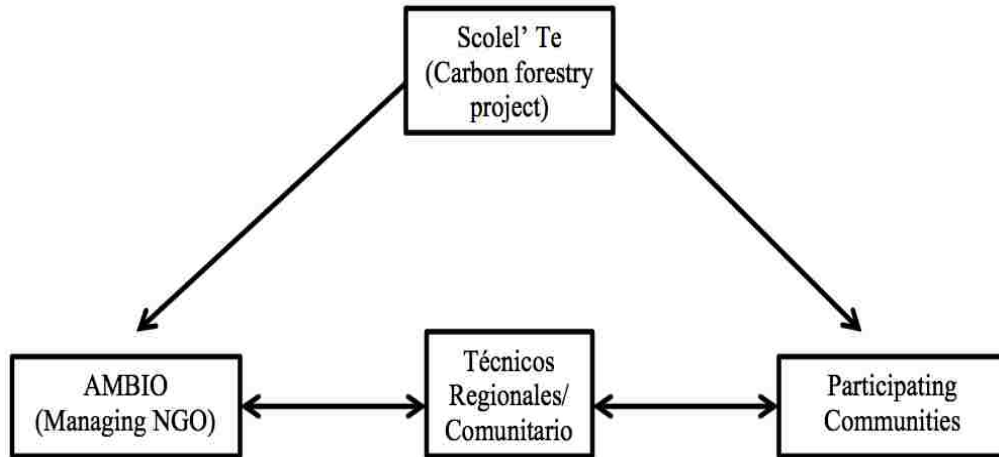 Scolel’ Te
(Carbon forestry
project)
AMBIO
(Managing NGO)
Técnicos
Regionales/
Comunitario
Participating
Communities